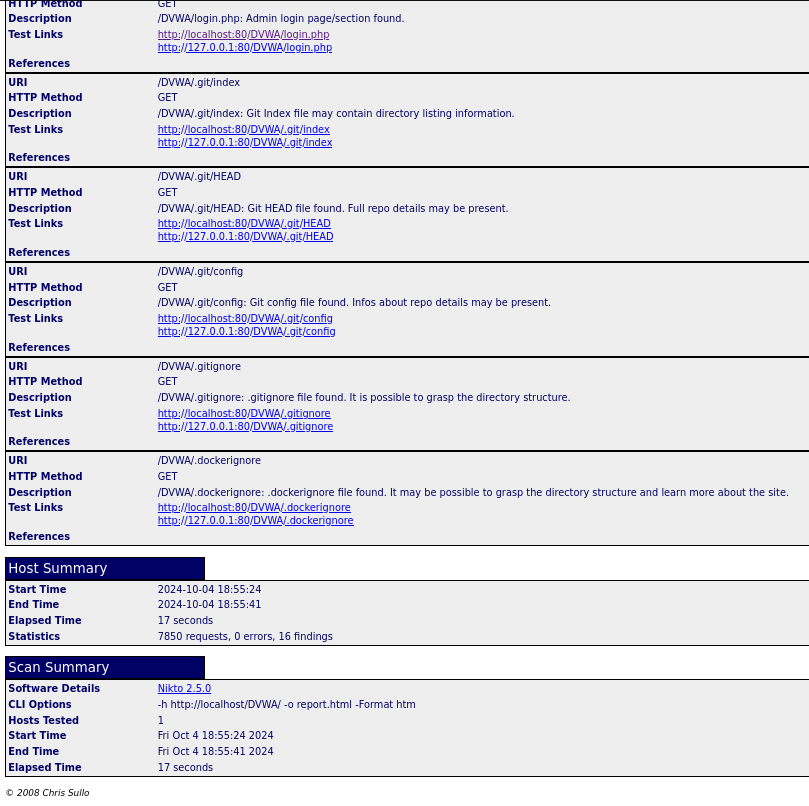 HTTP Method GET
Description /DVWA/login.php: Admin login page/section found.
Test Links http://localhost:80/DVWA/login.php
http://127.0.0.1:80/DVWA/login.php
References
URI /DVWA/.git/index
HTTP Method GET
Description /DVWA/.git/index: Git Index file may contain directory listing information.
Test Links http://localhost:80/DVWA/.git/index
http://127.0.0.1:80/DVWA/.git/index
References
URI /DVWA/.git/HEAD
HTTP Method GET
Description /DVWA/.git/HEAD: Git HEAD file found. Full repo details may be present.
Test Links http://localhost:80/DVWA/.git/HEAD
http://127.0.0.1:80/DVWA/.git/HEAD
References
URI /DVWA/.git/config
HTTP Method GET
Description /DVWA/.git/config: Git config file found. Infos about repo details may be present.
Test Links http://localhost:80/DVWA/.git/config
http://127.0.0.1:80/DVWA/.git/config
References
URI /DVWA/.gitignore
HTTP Method GET
Description /DVWA/.gitignore: .gitignore file found. It is possible to grasp the directory structure.
Test Links http://localhost:80/DVWA/.gitignore
http://127.0.0.1:80/DVWA/.gitignore
References
URI /DVWA/.dockerignore
HTTP Method GET
Description /DVWA/.dockerignore: .dockerignore file found. It may be possible to grasp the directory structure and learn more about the site.
Test Links http://localhost:80/DVWA/.dockerignore
http://127.0.0.1:80/DVWA/.dockerignore
References
Host Summary
Start Time 2024-10-04 18:55:24
End Time 2024-10-04 18:55:41
Elapsed Time 17 seconds
Statistics 7850 requests, 0 errors, 16 findings
Scan Summary
Software Details Nikto 2.5.0
CLI Options -h http://localhost/DVWA/ -o report.html -Format htm
Hosts Tested 1
Start Time Fri Oct 4 18:55:24 2024
End Time Fri Oct 4 18:55:41 2024
Elapsed Time 17 seconds
© 2008 Chris Sullo